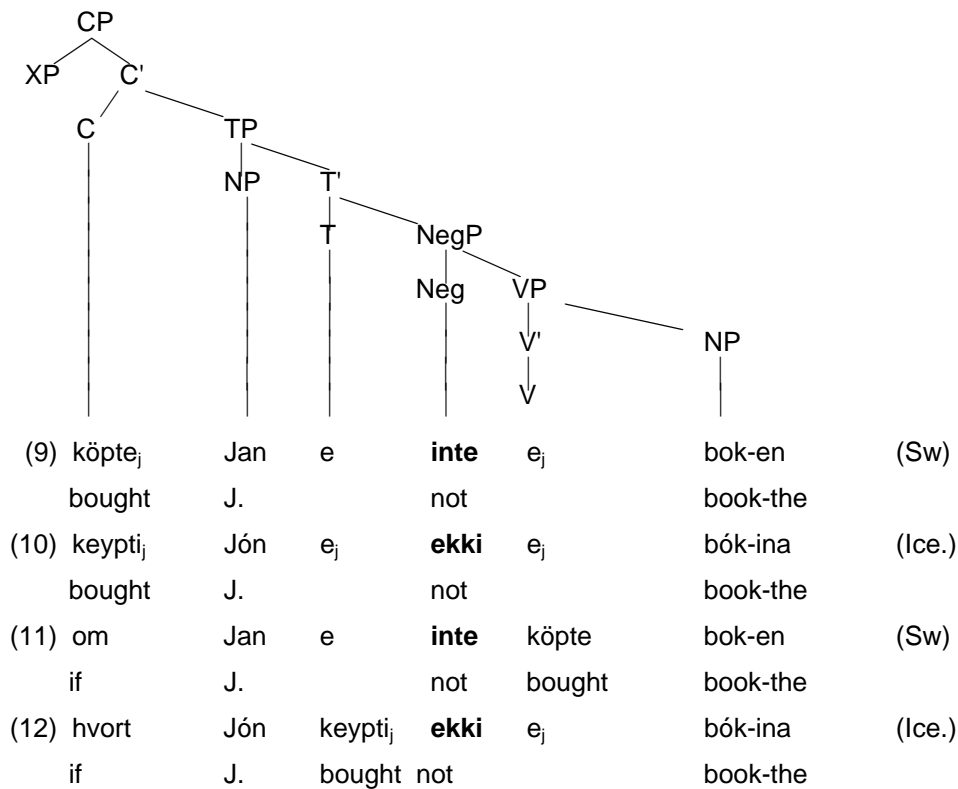 CP
XP C'
C TP
NP T'
T NegP
Neg VP
V' NP
V
(9) köpteⱼ Jan e inte eⱼ bok-en (Sw)
bought J. not book-the
(10) keyptiⱼ Jón eⱼ ekki eⱼ bók-ina (Ice.)
bought J. not book-the
(11) om Jan e inte köpte bok-en (Sw)
if J. not bought book-the
(12) hvort Jón keyptiⱼ ekki eⱼ bók-ina (Ice.)
if J. bought not book-the